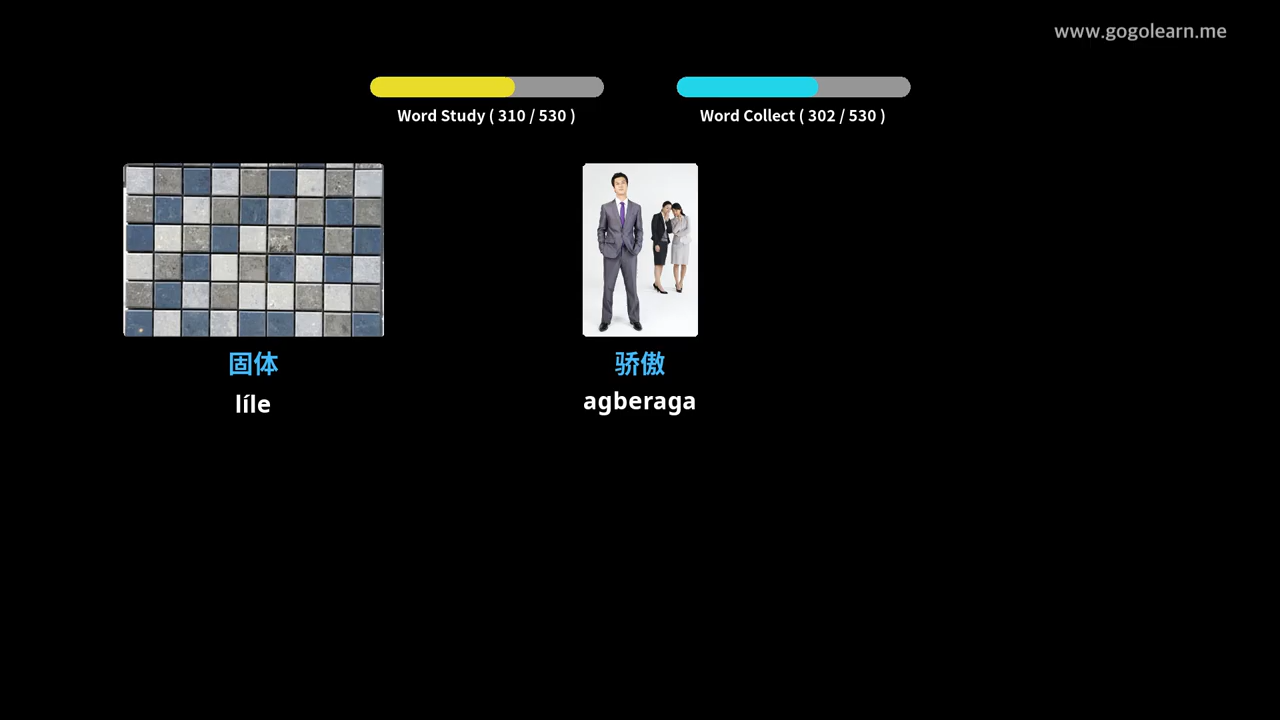 www.gogolearn.me
Word Study ( 310 / 530 )
Word Collect ( 302 / 530 )
固体
líle
骄傲
agberaga